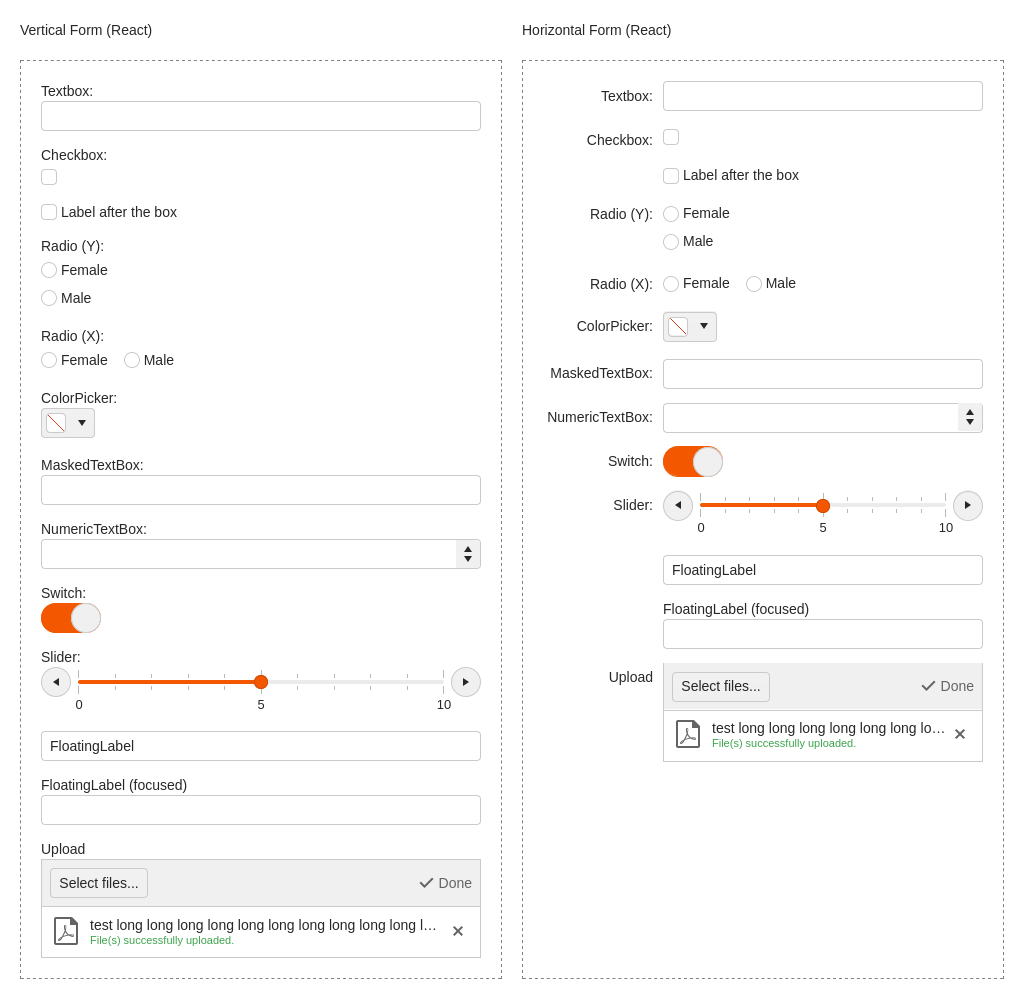 Vertical Form (React)
Textbox:
Checkbox:
Label after the box
Radio (Y):
Female
Male
Radio (X):
Female Male
ColorPicker:
MaskedTextBox:
NumericTextBox:
Switch:
Slider:
0 5 10
FloatingLabel
FloatingLabel (focused)
Upload
Select files... Done
test long long long long long long long long long long l...
File(s) successfully uploaded.
Horizontal Form (React)
Textbox:
Checkbox:
Label after the box
Radio (Y): Female
Male
Radio (X): Female Male
ColorPicker:
MaskedTextBox:
NumericTextBox:
Switch:
Slider:
0 5 10
FloatingLabel
FloatingLabel (focused)
Upload Select files... Done
test long long long long long long lo...
File(s) successfully uploaded.